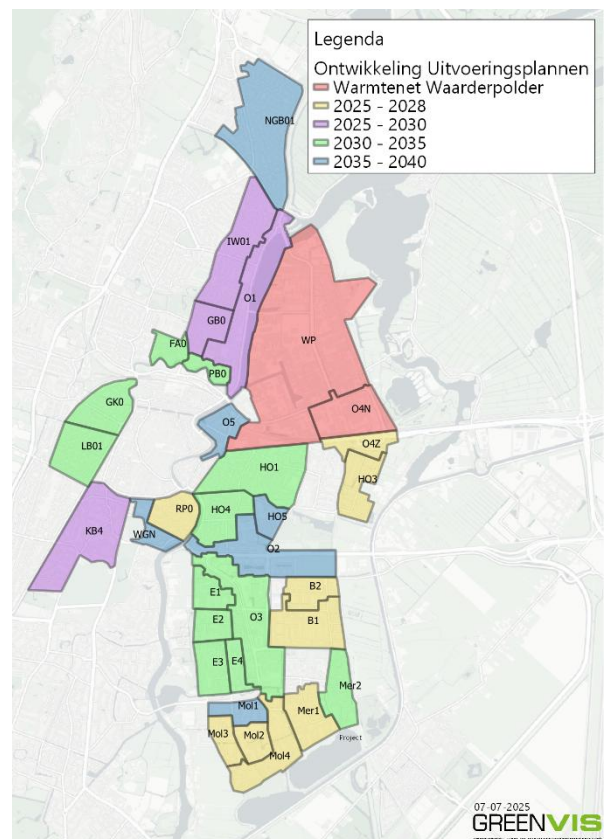 Legenda
Ontwikkeling Uitvoeringsplannen
Warmtenet Waarderpolder
2025 - 2028
2025 - 2030
2030 - 2035
2035 - 2040
NGB01
IW01
O1
GB0
WP
FA0
PB0
GK0
O4N
O5
O4Z
LB01
HO1
HO3
RP0
HO4
HO5
KB4
WGN
O2
B2
E1
O3
B1
E2
E3
E4
Mer2
Mol1
Mer1
Mol3
Mol2
Project
Mol4
07-07-2025
GREENVIS